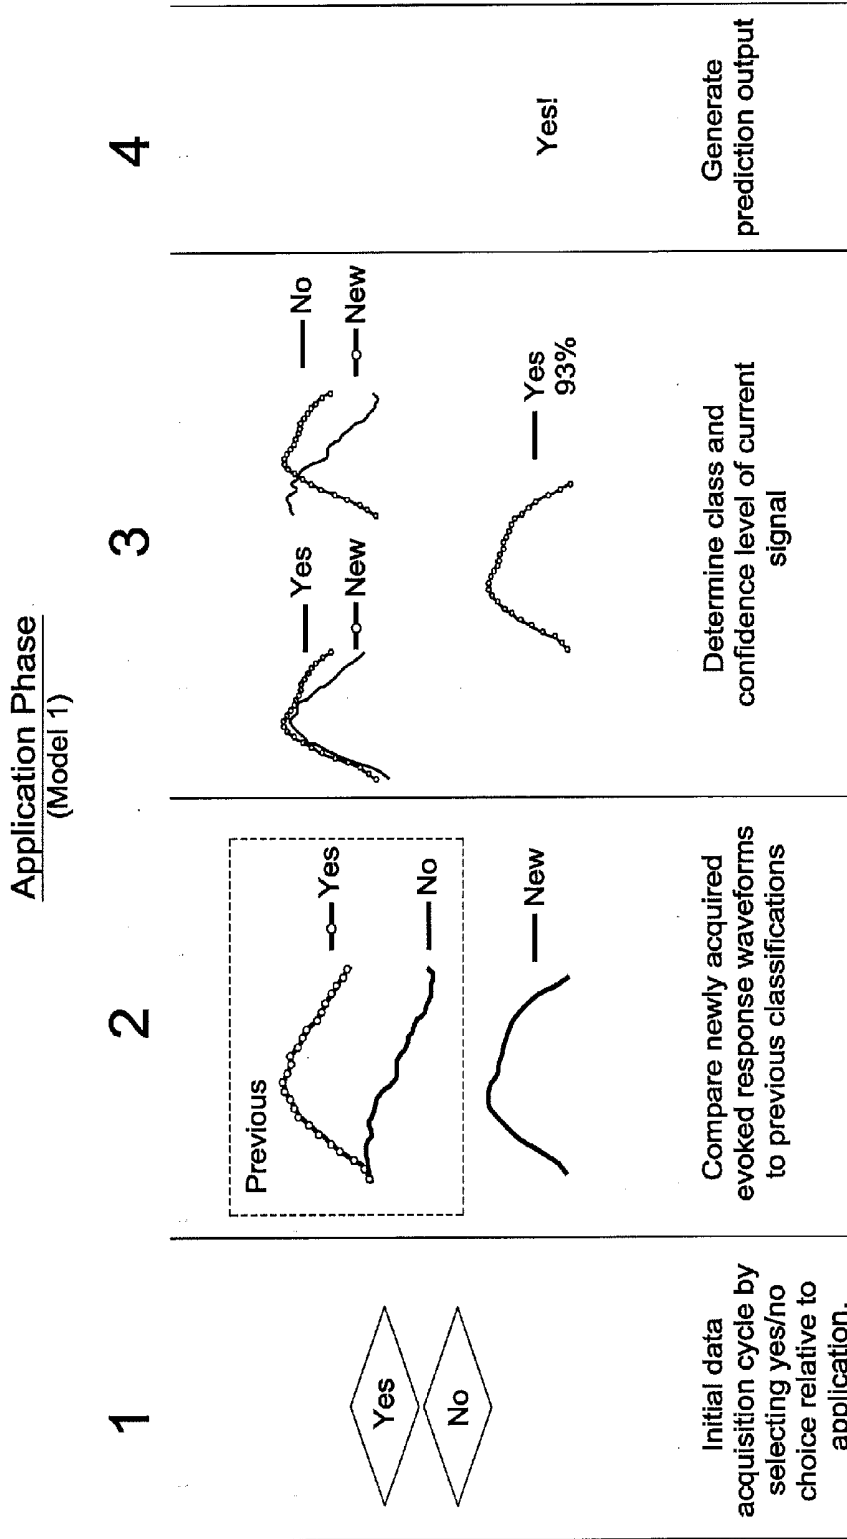 Application Phase
(Model 1)
1
Yes
No
Initial data
acquisition cycle by
selecting yes/no
choice relative to
application.
2
Previous
Yes
No
New
Compare newly acquired
evoked response waveforms
to previous classifications
3
Yes
New
No
New
Yes
93%
Determine class and
confidence level of current
signal
4
Yes!
Generate
prediction output